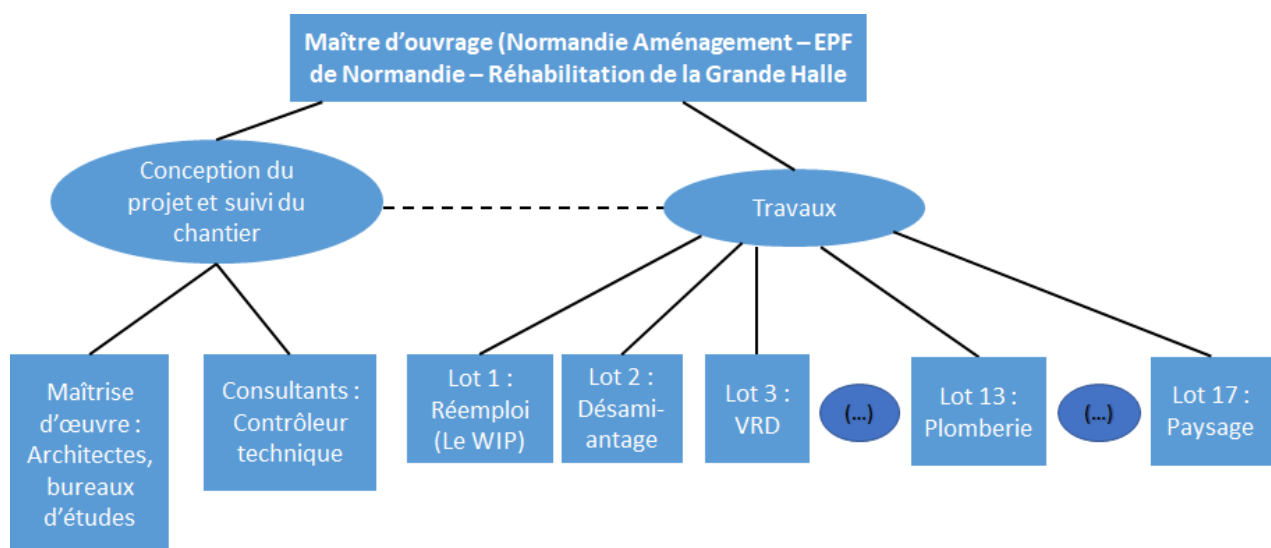 Maître d’ouvrage (Normandie Aménagement – EPF
de Normandie – Réhabilitation de la Grande Halle
Conception du
projet et suivi du
chantier
Travaux
Maîtrise
d’œuvre :
Architectes,
bureaux
d’études
Consultants :
Contrôleur
technique
Lot 1 :
Réemploi
(Le WIP)
Lot 2 :
Désami-
antage
Lot 3 :
VRD
(…)
Lot 13 :
Plomberie
(…)
Lot 17 :
Paysage